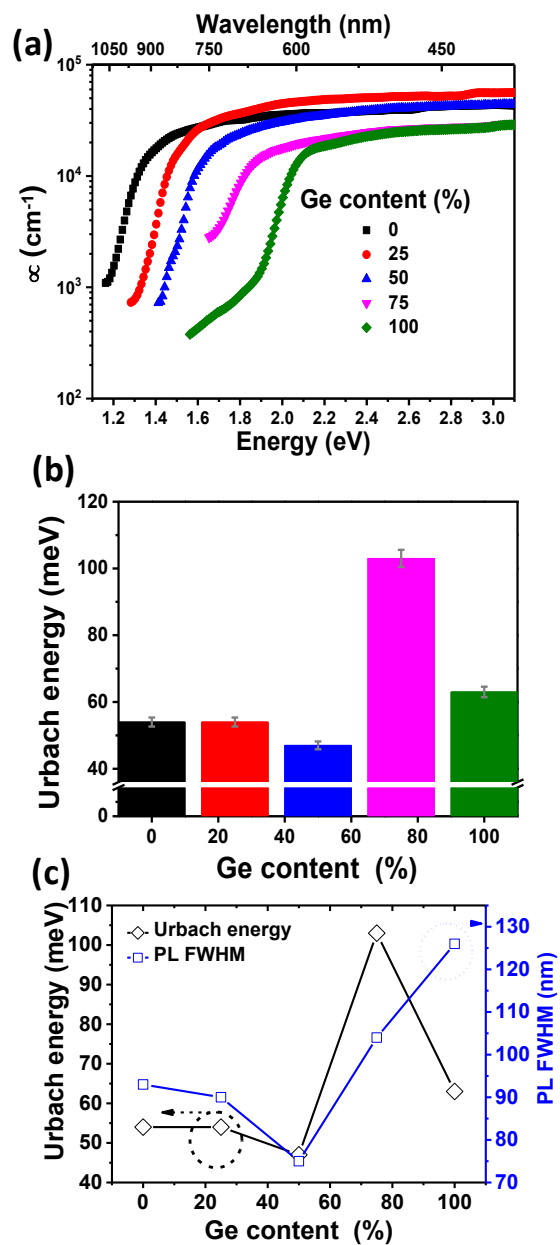 (a)
Wavelength (nm)
1050 900 750 600 450
10^5
10^4
10^3
10^2
∝ (cm^-1)
Ge content (%)
0
25
50
75
100
1.2 1.4 1.6 1.8 2.0 2.2 2.4 2.6 2.8 3.0
Energy (eV)
(b)
Urbach energy (meV)
120
100
80
60
40
0
0 20 40 60 80 100
Ge content (%)
(c)
Urbach energy (meV)
110
100
90
80
70
60
50
40
Urbach energy
PL FWHM
130
120
110
100
90
80
70
PL FWHM (nm)
0 20 40 60 80 100
Ge content (%)